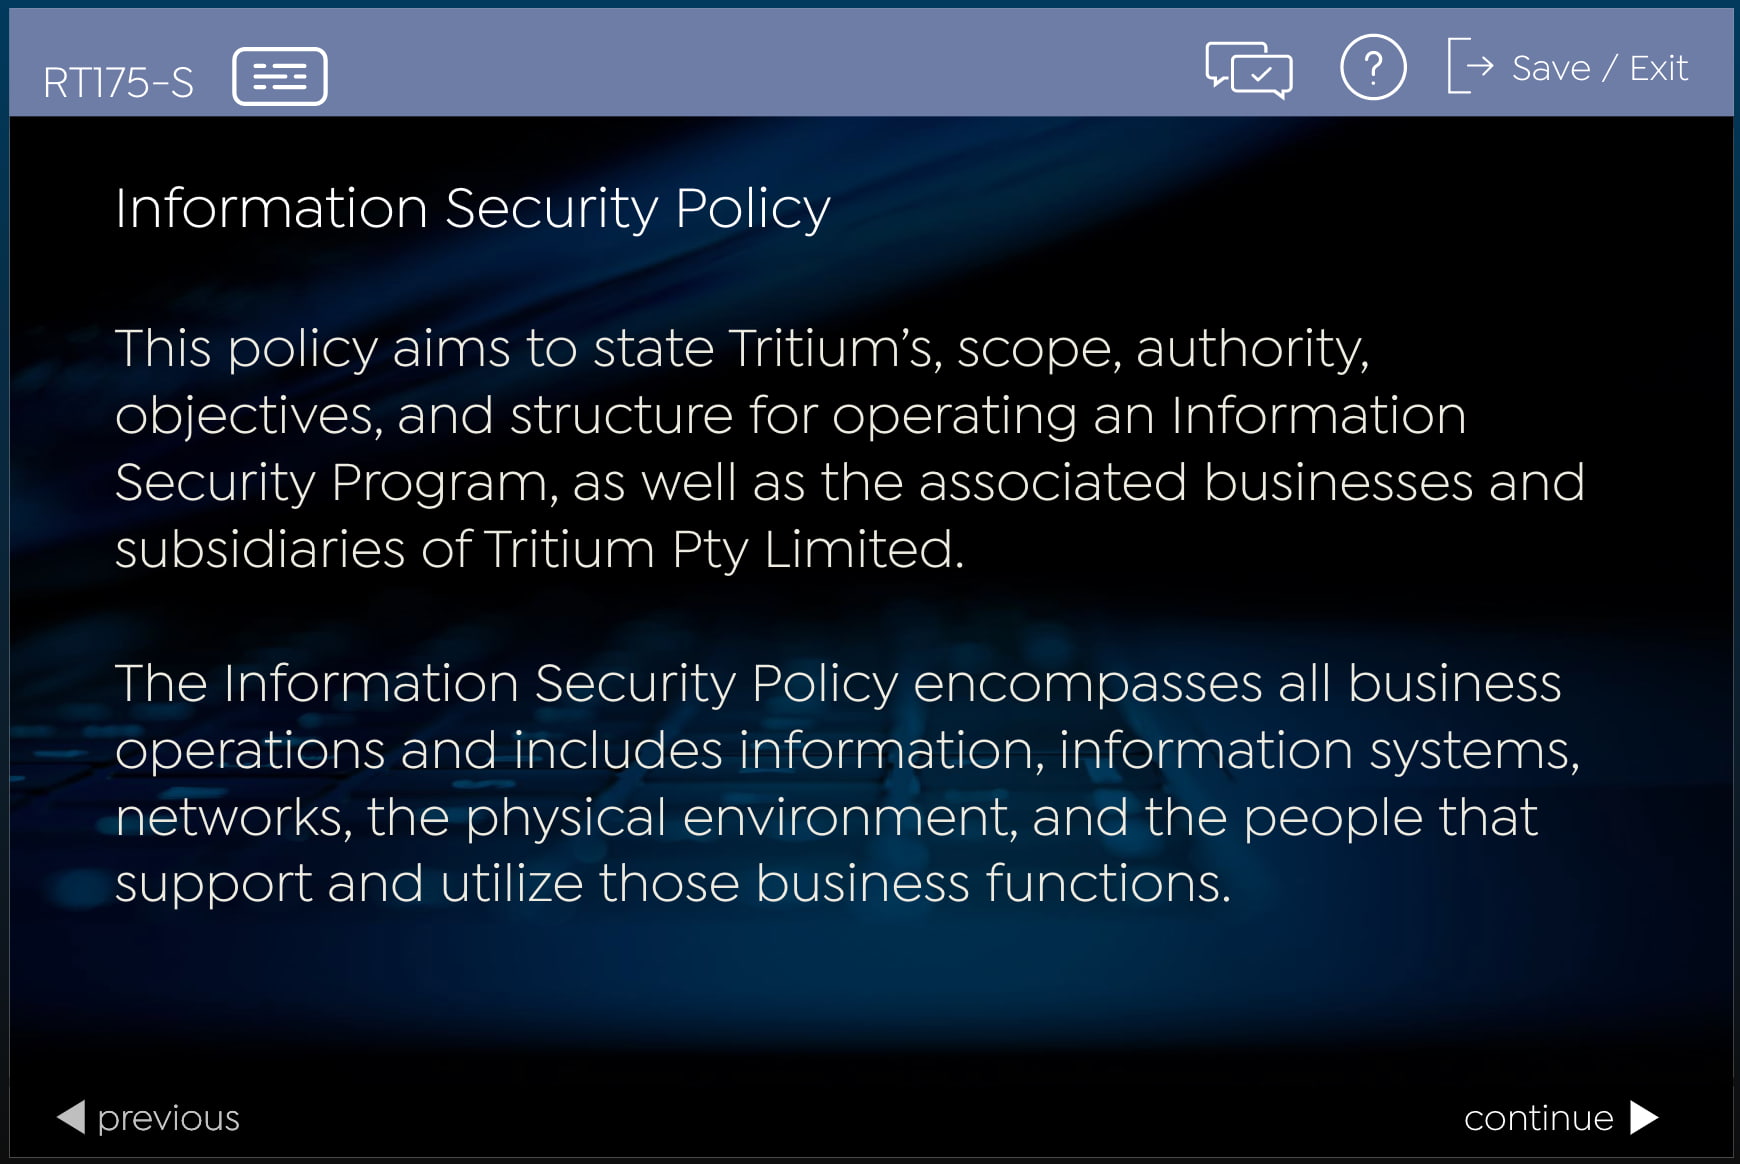 RT175-S
? Save / Exit
Information Security Policy
This policy aims to state Tritium’s, scope, authority,
objectives, and structure for operating an Information
Security Program, as well as the associated businesses and
subsidiaries of Tritium Pty Limited.
The Information Security Policy encompasses all business
operations and includes information, information systems,
networks, the physical environment, and the people that
support and utilize those business functions.
previous
continue